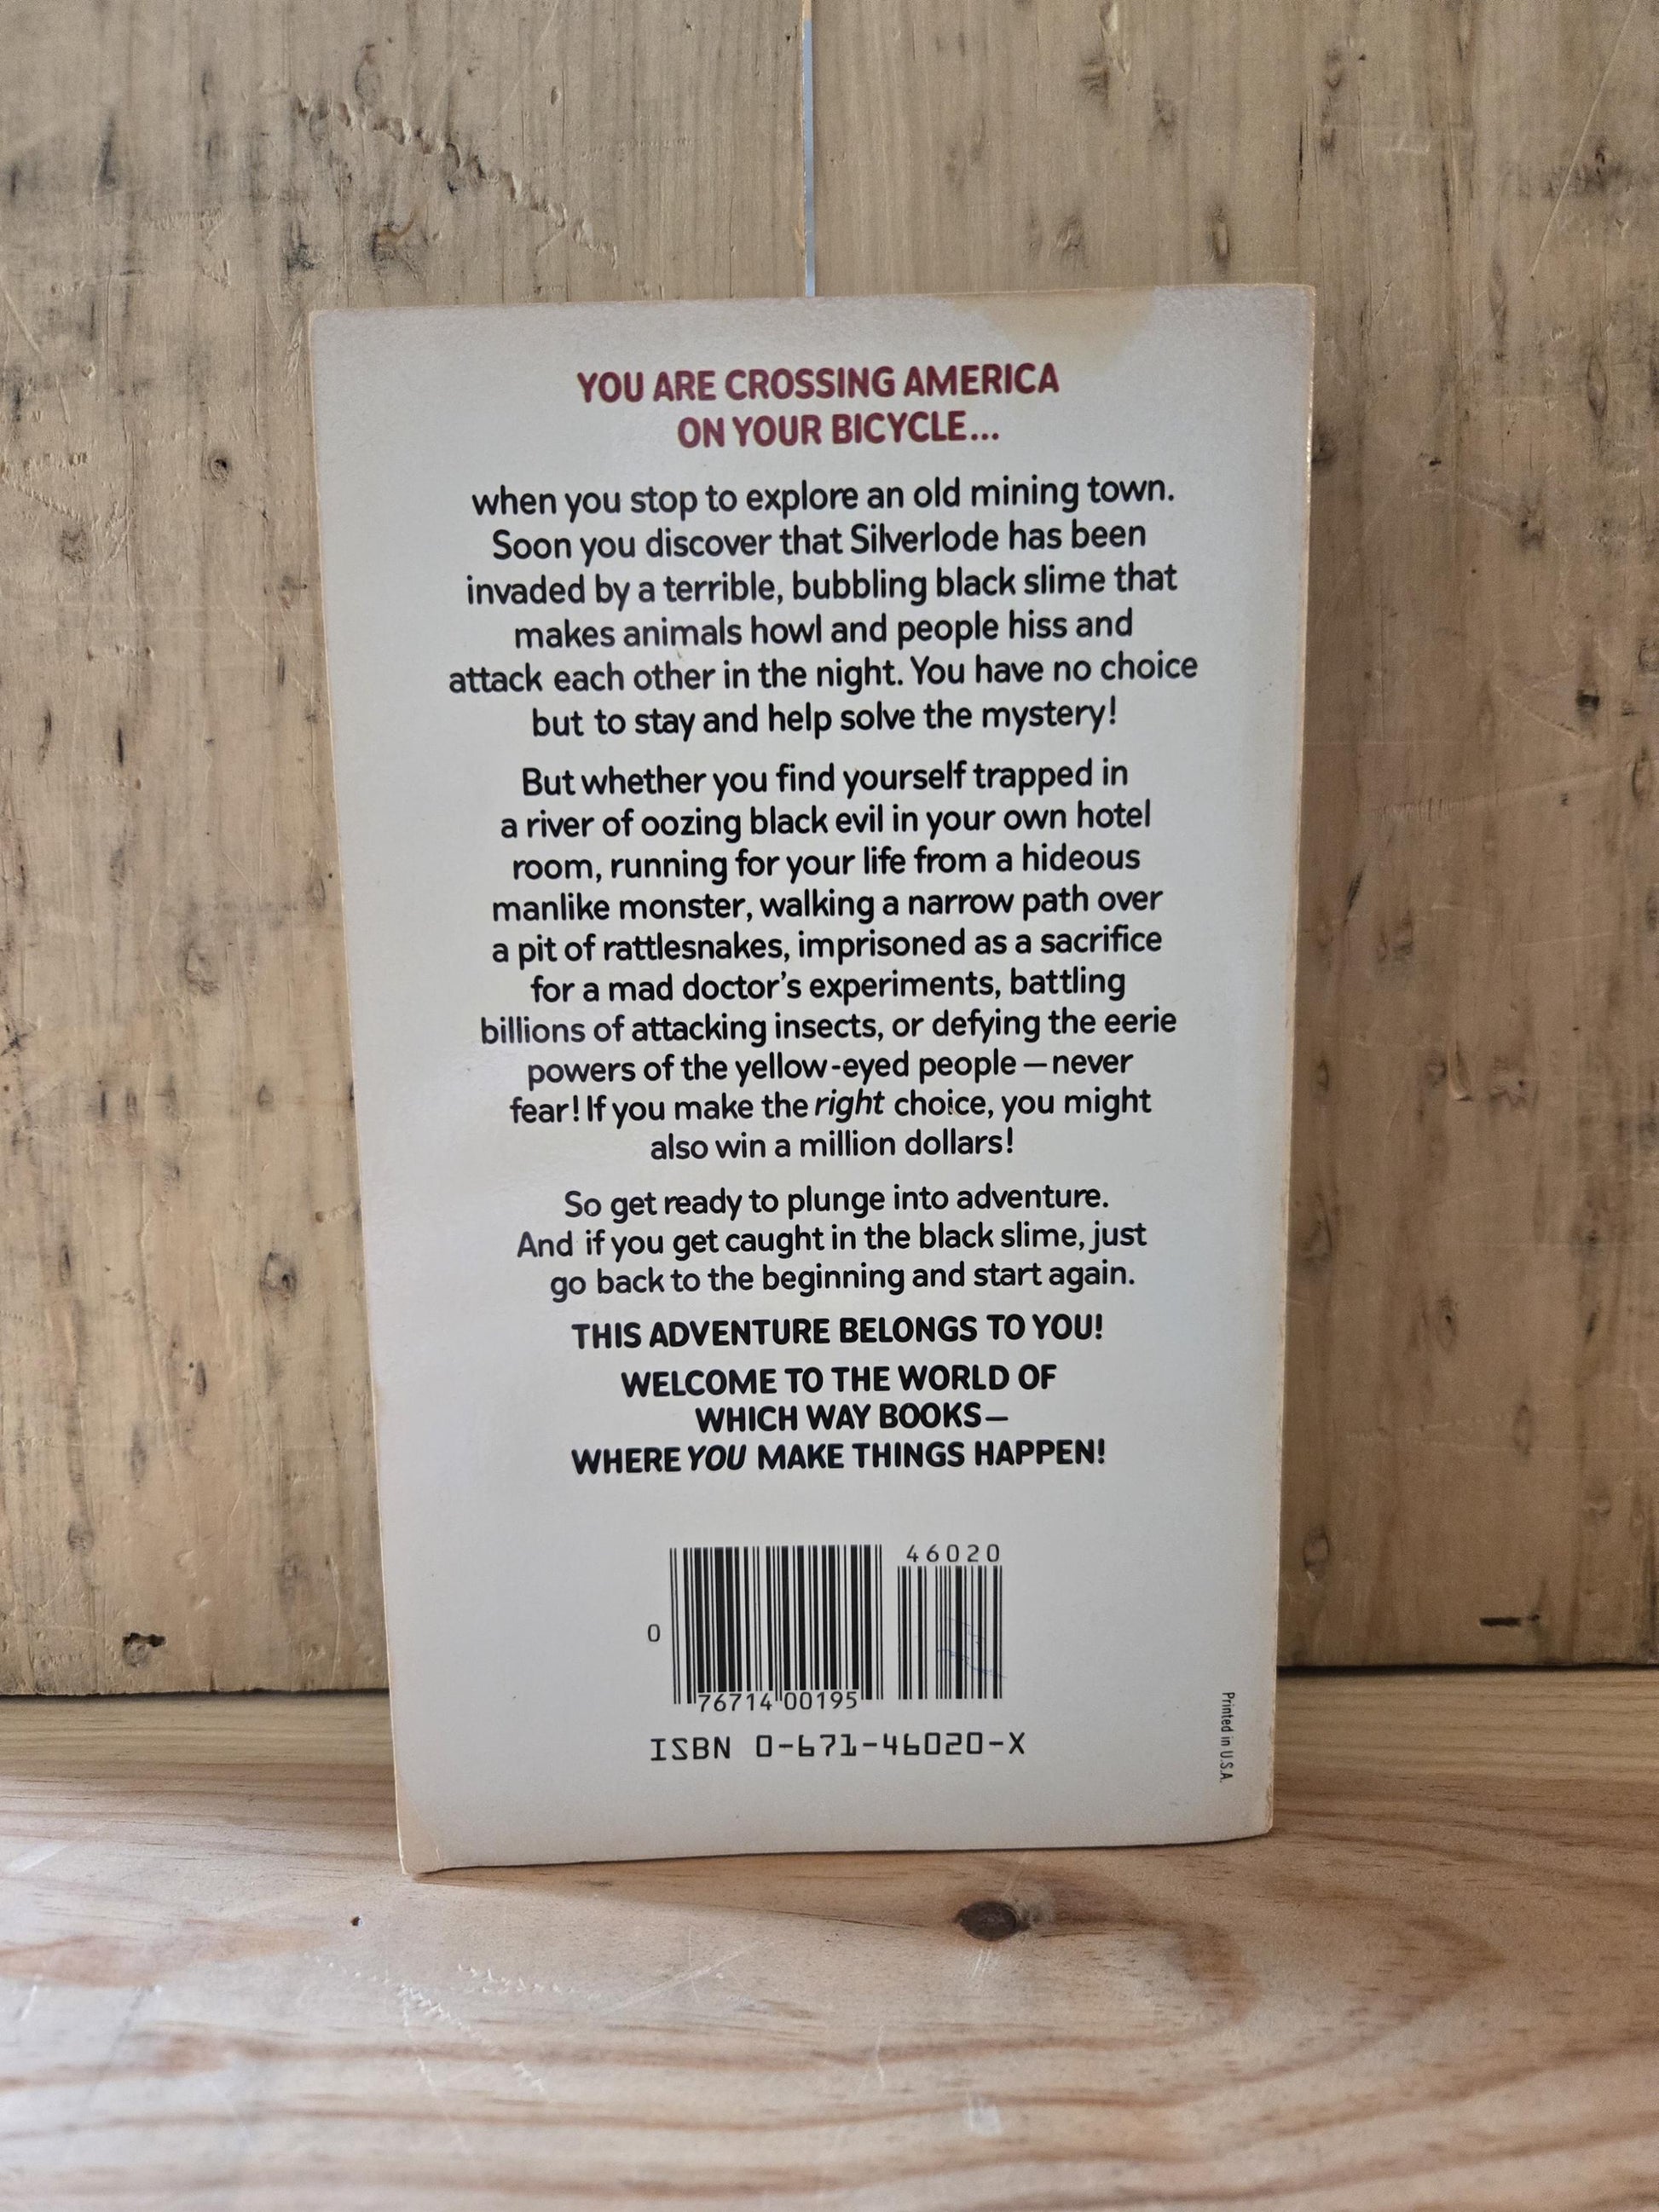 YOU ARE CROSSING AMERICA
ON YOUR BICYCLE...
when you stop to explore an old mining town.
Soon you discover that Silverlode has been
invaded by a terrible, bubbling black slime that
makes animals howl and people hiss and
attack each other in the night. You have no choice
but to stay and help solve the mystery!
But whether you find yourself trapped in
a river of oozing black evil in your own hotel
room, running for your life from a hideous
manlike monster, walking a narrow path over
a pit of rattlesnakes, imprisoned as a sacrifice
for a mad doctor's experiments, battling
billions of attacking insects, or defying the eerie
powers of the yellow-eyed people—never
fear! If you make the right choice, you might
also win a million dollars!
So get ready to plunge into adventure.
And if you get caught in the black slime, just
go back to the beginning and start again.
THIS ADVENTURE BELONGS TO YOU!
WELCOME TO THE WORLD OF
WHICH WAY BOOKS—
WHERE YOU MAKE THINGS HAPPEN!
46020
0
76714 00195
ISBN 0-671-46020-X
Printed in U.S.A.